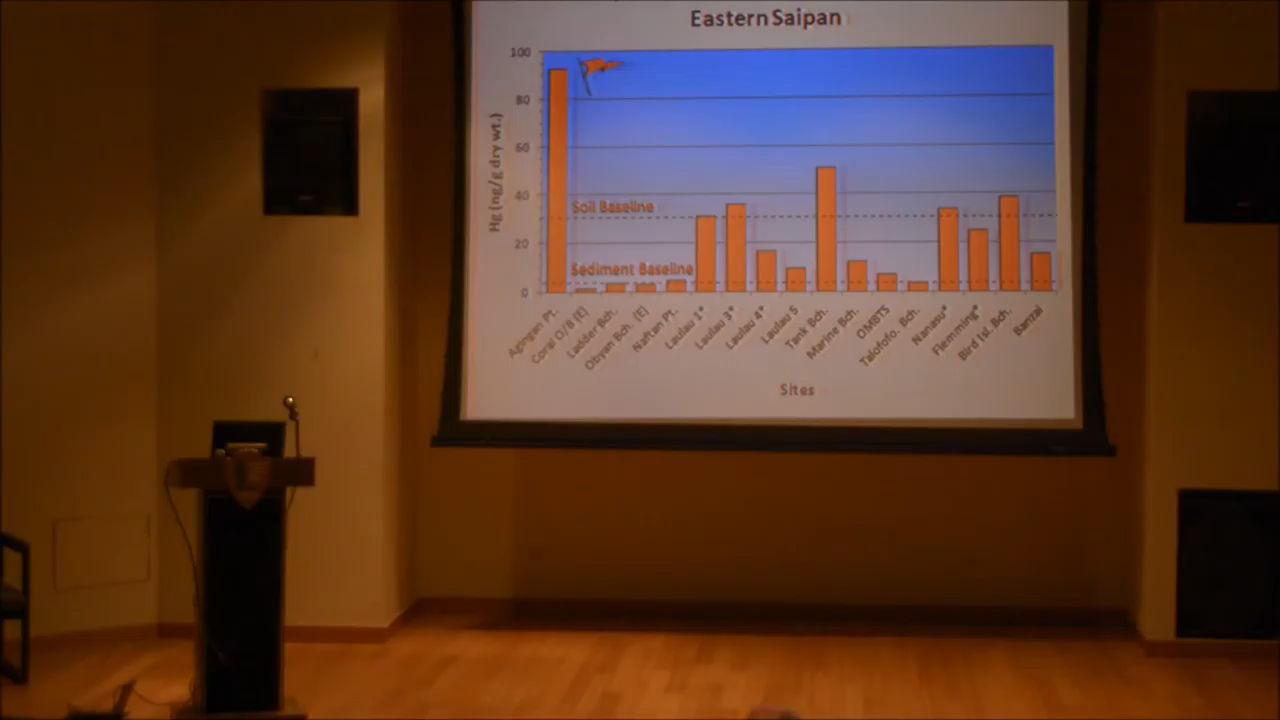 Eastern Saipan
100
80
60
40
20
0
Hg (ng/g dry wt.)
Soil Baseline
Sediment Baseline
Agingan Pt.
Coral O/B (E)
Ladder Bch.
Obyan Bch. (E)
Naftan Pt.
Laulau 1*
Laulau 3*
Laulau 4*
Laulau 5
Tank Bch.
Marine Bch.
OMBTS
Talofofo. Bch.
Nanasu*
Flemming*
Bird Isl. Bch.
Banzai
Sites